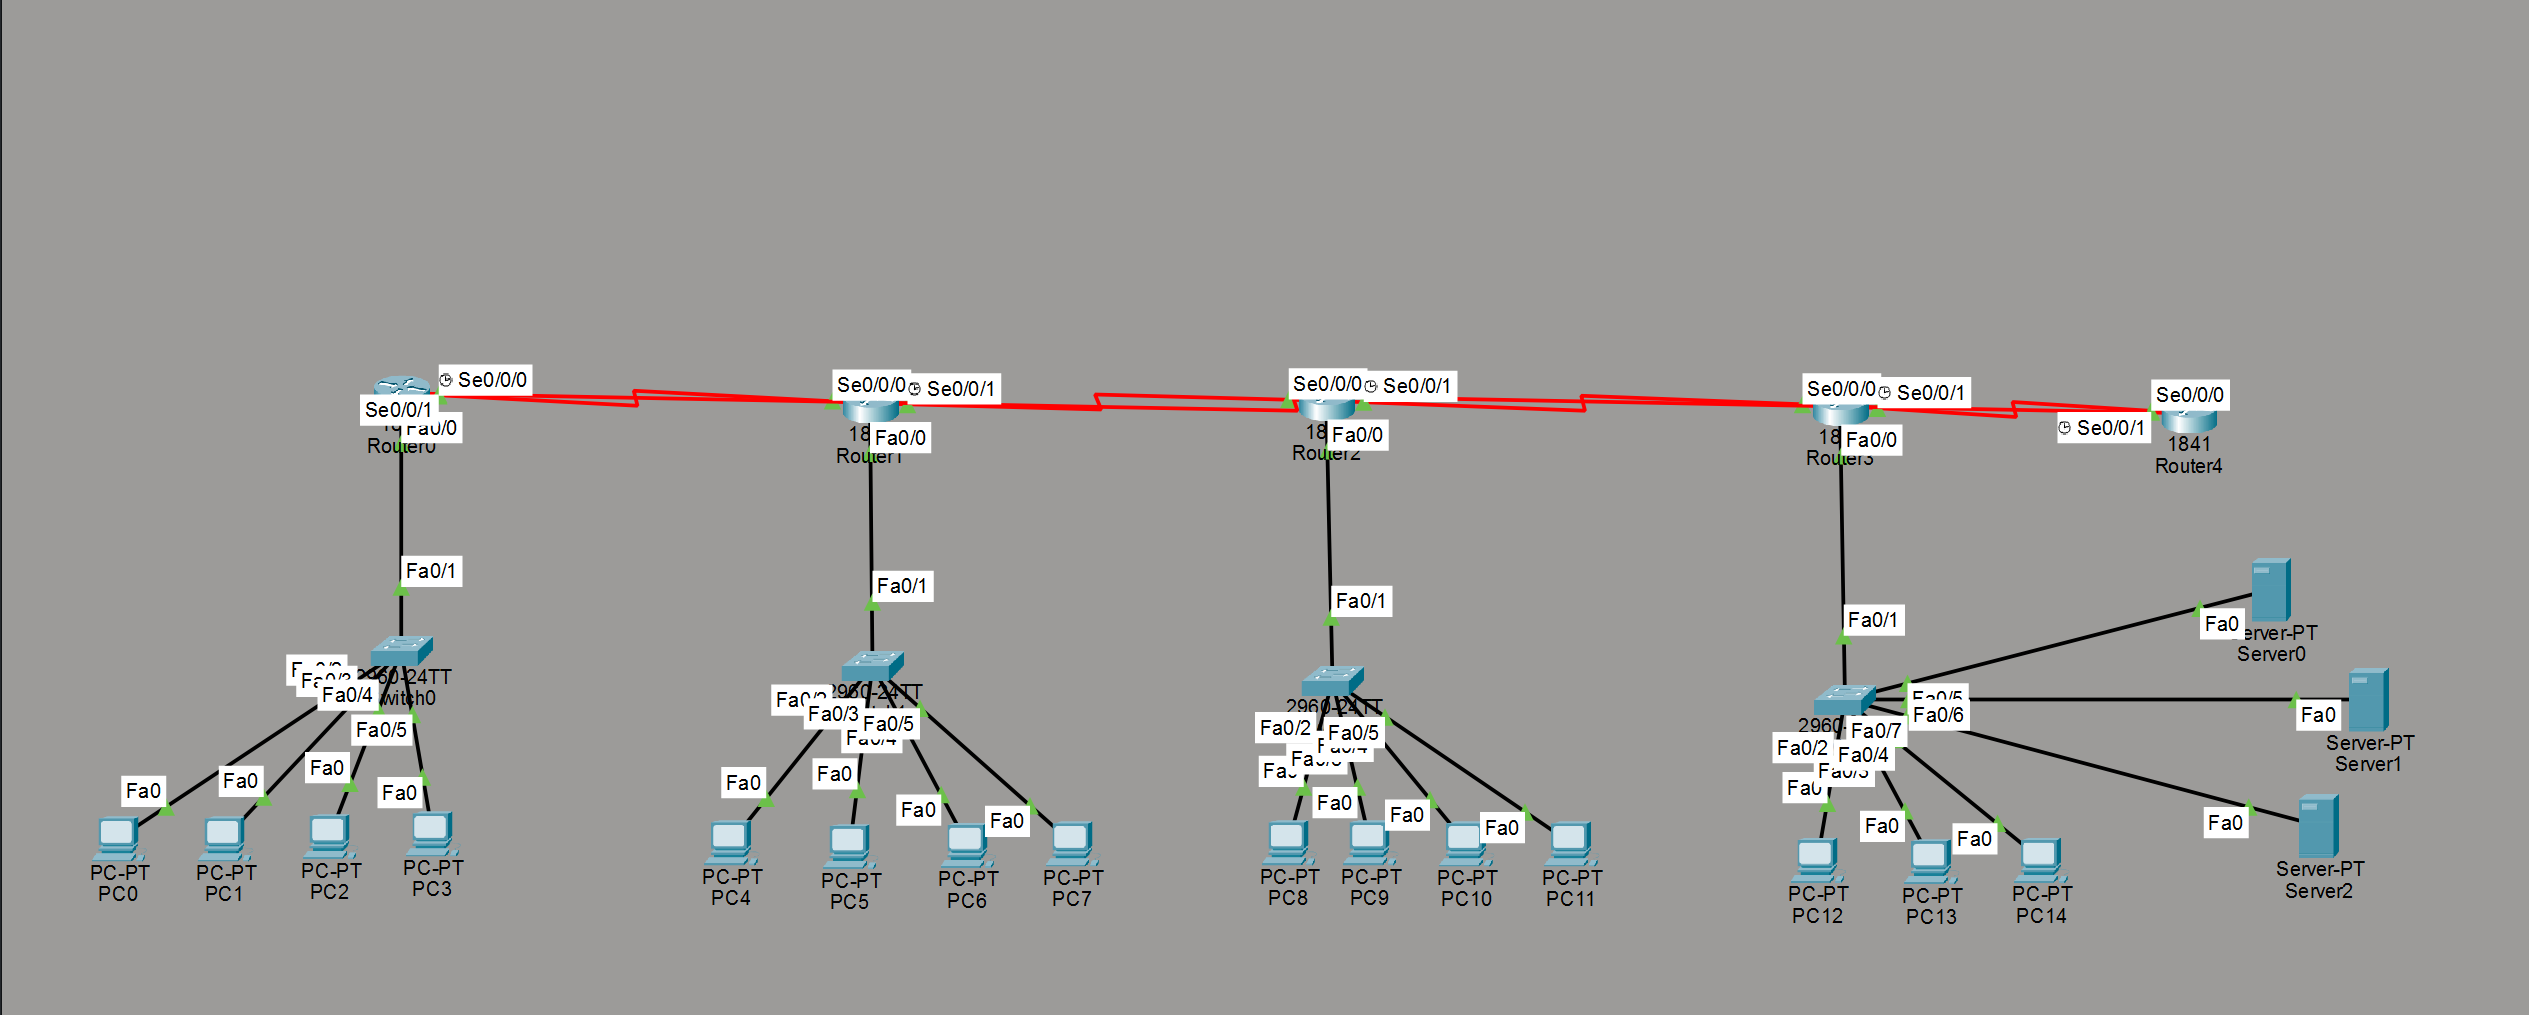 Se0/0/0
Se0/0/1
Fa0/0
Router0
Se0/0/0
Se0/0/1
Fa0/0
Router1
Se0/0/0
Se0/0/1
Fa0/0
Router2
Se0/0/0
Se0/0/1
Fa0/0
Router3
Se0/0/0
Se0/0/1
1841
Router4
Fa0/1
Fa0/4
Fa0/5
Fa0
Fa0
Fa0
Fa0
PC-PT
PC0
PC-PT
PC1
PC-PT
PC2
PC-PT
PC3
Fa0/1
2960-24TT
Fa0/3
Fa0/5
Fa0/4
Fa0
Fa0
Fa0
Fa0
PC-PT
PC4
PC-PT
PC5
PC-PT
PC6
PC-PT
PC7
Fa0/1
2960-24TT
Fa0/2
Fa0/5
Fa0
Fa0
Fa0
PC-PT
PC8
PC-PT
PC9
PC-PT
PC10
PC-PT
PC11
Fa0/1
Fa0/5
Fa0/6
Fa0/7
Fa0/2
Fa0/4
Fa0/3
Fa0
Fa0
Fa0
PC-PT
PC12
PC-PT
PC13
PC-PT
PC14
Fa0
Server-PT
Server0
Fa0
Server-PT
Server1
Fa0
Server-PT
Server2